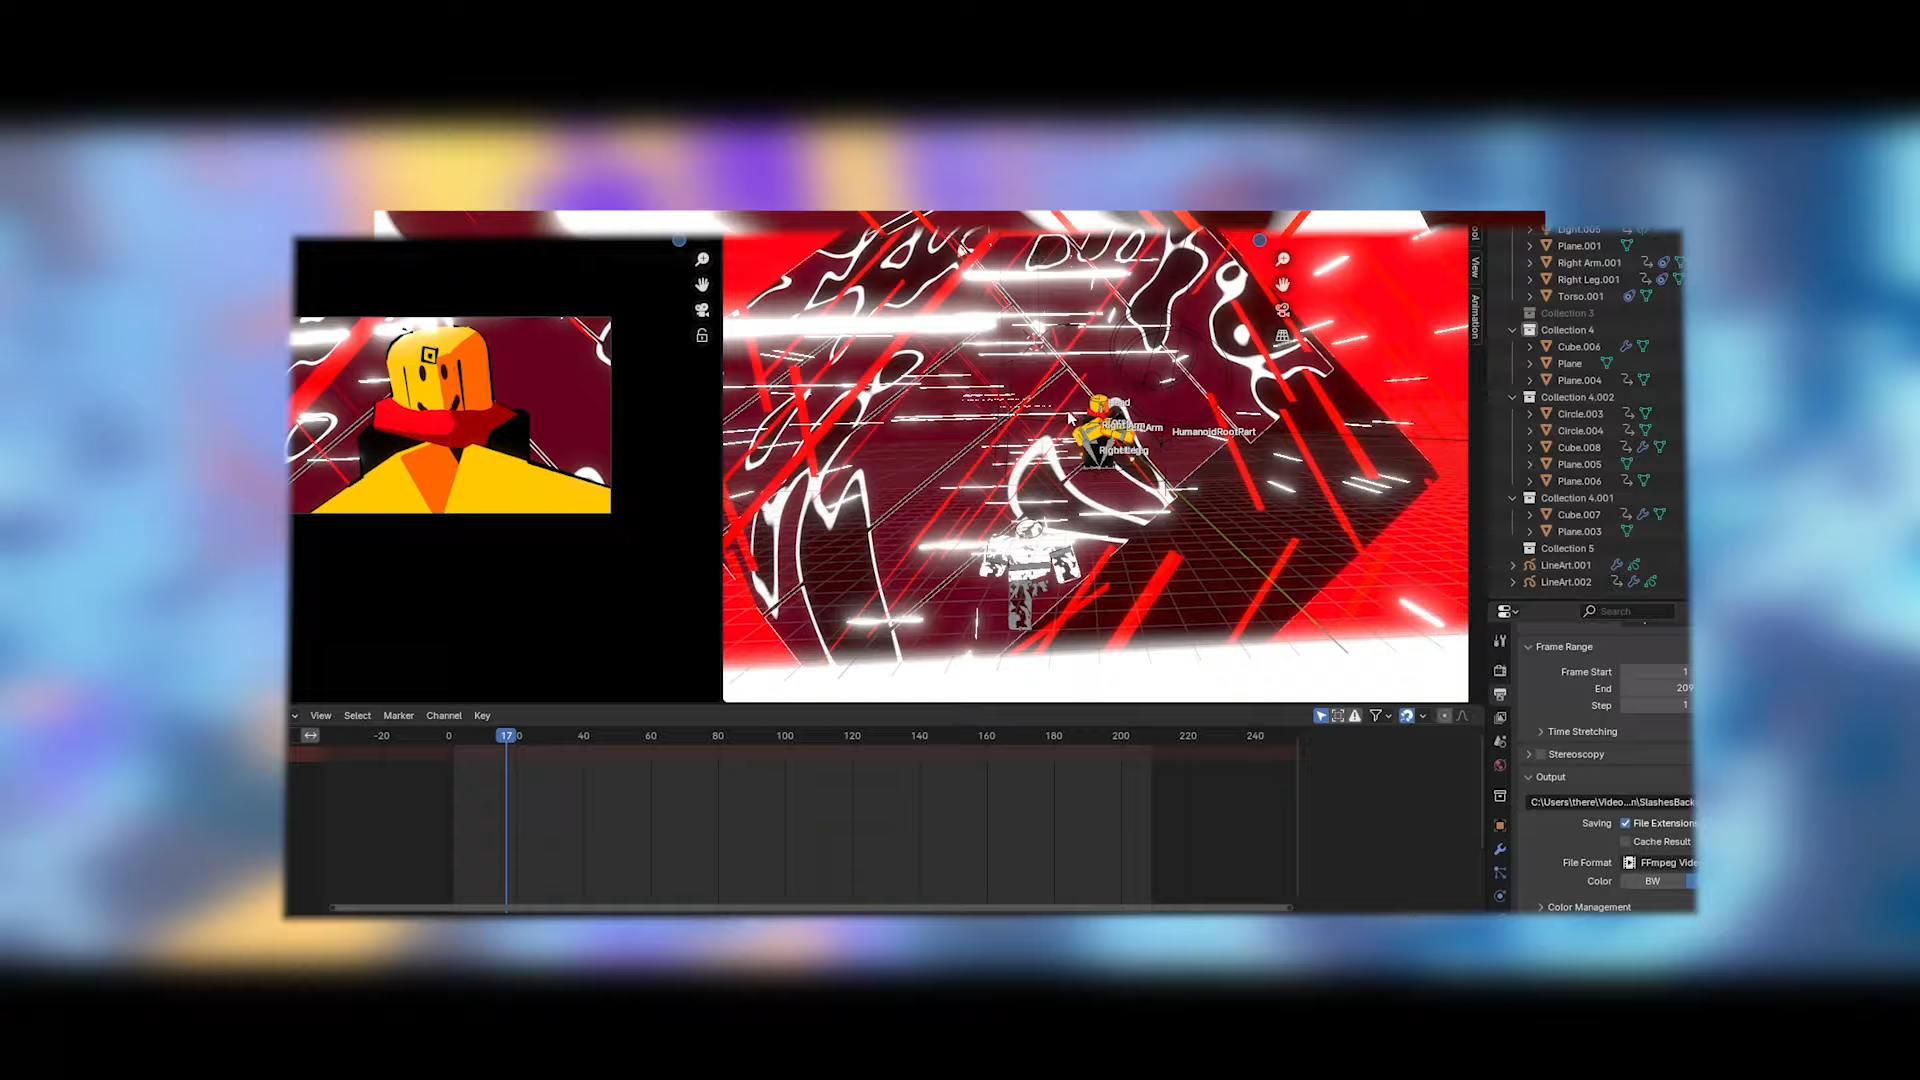 Light.005
Plane.001
Right Arm.001
Right Leg.001
Torso.001
Collection 3
Collection 4
Cube.006
Plane
Plane.004
Collection 4.002
Circle.003
Circle.004
Cube.008
Plane.005
Plane.006
Collection 4.001
Cube.007
Plane.003
Collection 5
LineArt.001
LineArt.002
View
Animation
HumanoidRootPart
Search
Frame Range
Frame Start 1
End 209
Step 1
Time Stretching
Stereoscopy
Output
C:\Users\there\Video...n\SlashesBack
Saving File Extensions
Cache Result
File Format FFmpeg Vide
Color BW
Color Management
View Select Marker Channel Key
-20 0 17 40 60 80 100 120 140 160 180 200 220 240